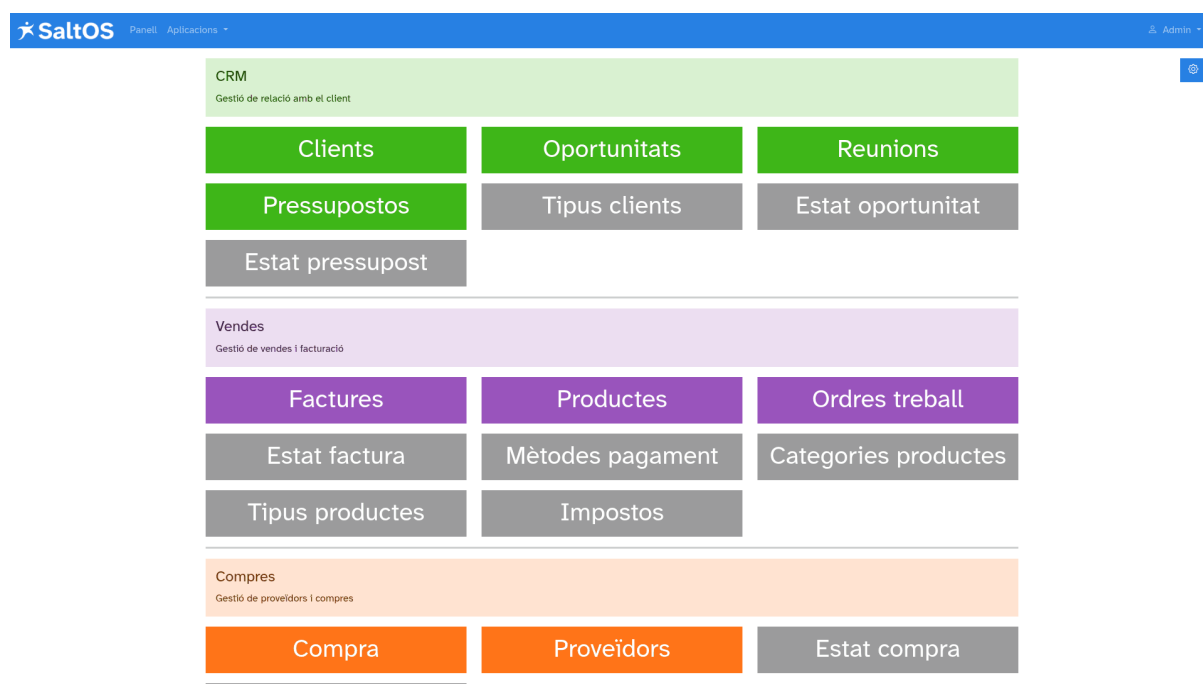 SaltOS Panell Aplicacions Admin
CRM
Gestió de relació amb el client
Clients Oportunitats Reunions
Pressupostos Tipus clients Estat oportunitat
Estat pressupost
Vendes
Gestió de vendes i facturació
Factures Productes Ordres treball
Estat factura Mètodes pagament Categories productes
Tipus productes Impostos
Compres
Gestió de proveïdors i compres
Compra Proveïdors Estat compra